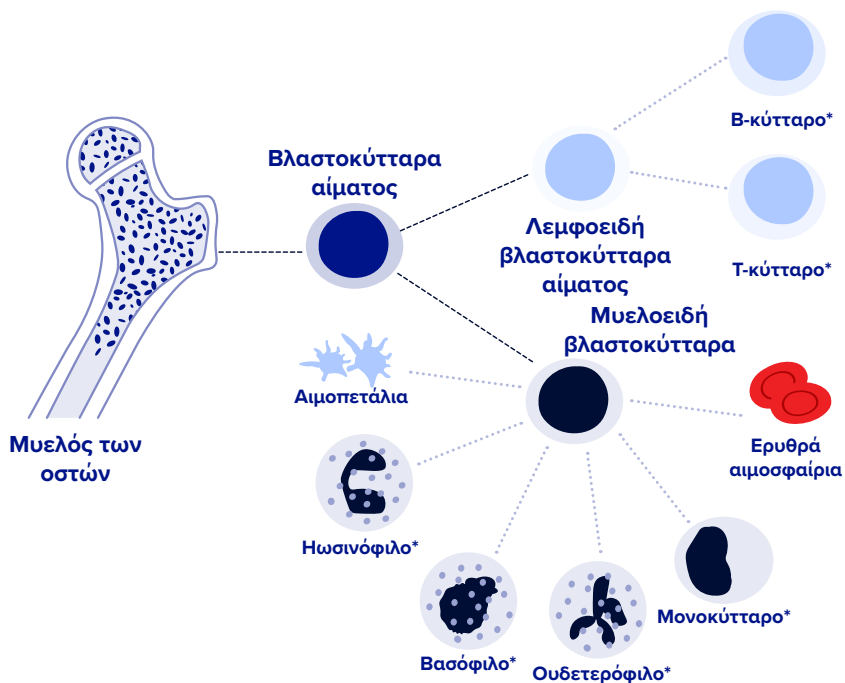 Βλαστοκύτταρα
αίματος
Β-κύτταρο*
Λεμφοειδή
βλαστοκύτταρα
αίματος
Τ-κύτταρο*
Μυελοειδή
βλαστοκύτταρα
Αιμοπετάλια
Μυελός των
οστών
Ερυθρά
αιμοσφαίρια
Ηωσινόφιλο*
Μονοκύτταρο*
Βασόφιλο*
Ουδετερόφιλο*